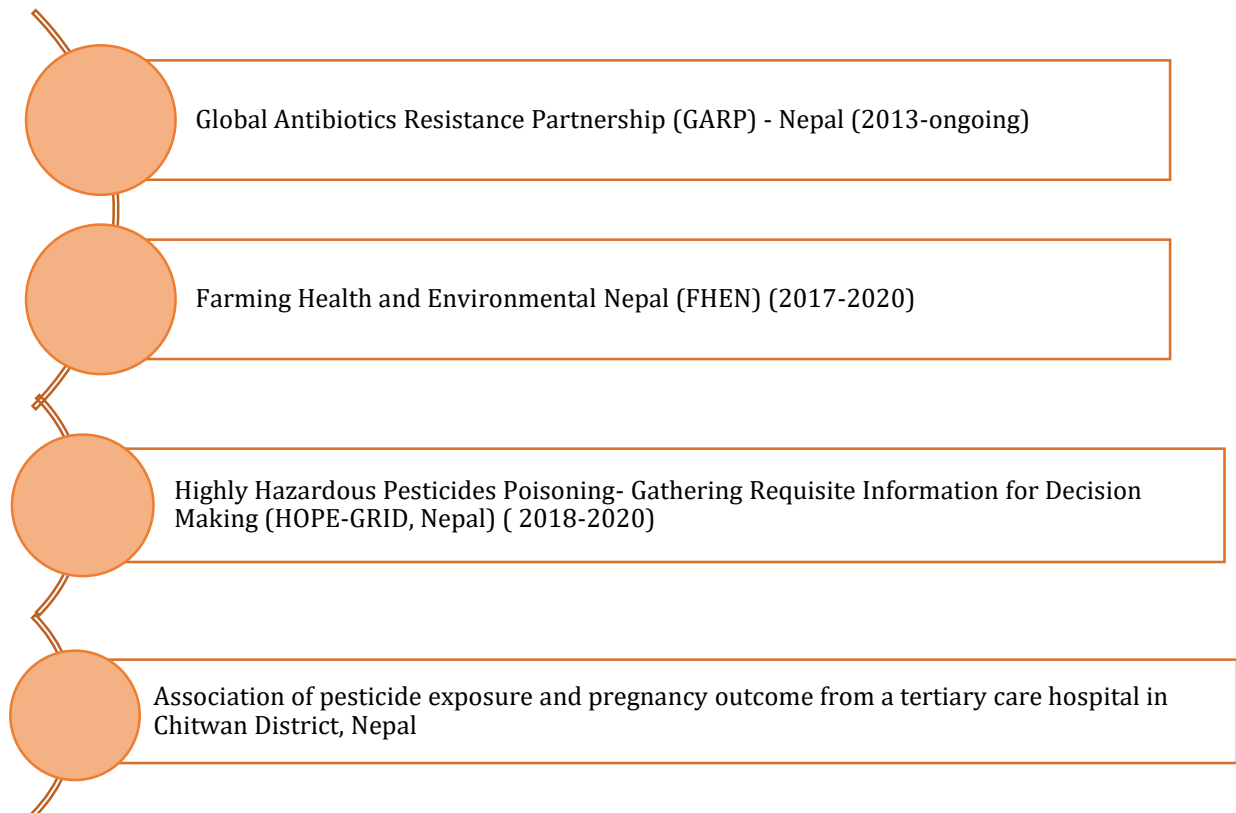 Global Antibiotics Resistance Partnership (GARP) - Nepal (2013-ongoing)
Farming Health and Environmental Nepal (FHEN) (2017-2020)
Highly Hazardous Pesticides Poisoning- Gathering Requisite Information for Decision
Making (HOPE-GRID, Nepal) ( 2018-2020)
Association of pesticide exposure and pregnancy outcome from a tertiary care hospital in
Chitwan District, Nepal